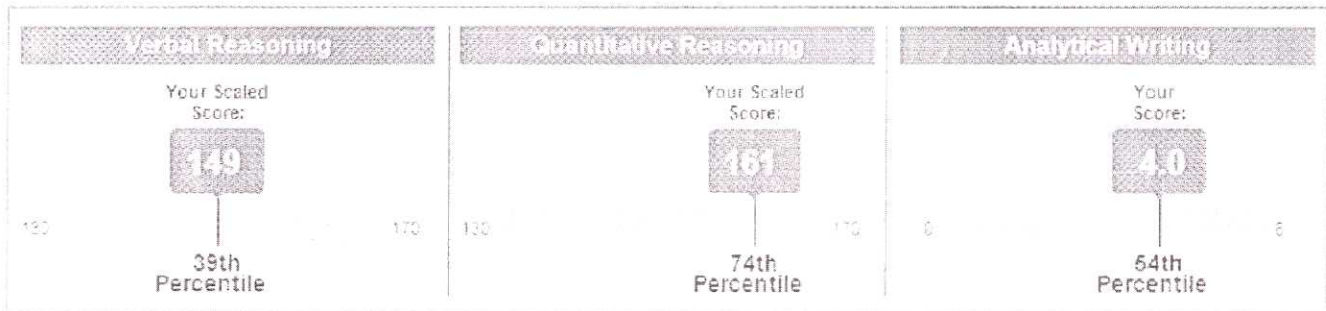 Verbal Reasoning
Your Scaled
Score:
149
130
170
39th
Percentile
Quantitative Reasoning
Your Scaled
Score:
161
130
170
74th
Percentile
Analytical Writing
Your
Score:
4.0
0
6
54th
Percentile